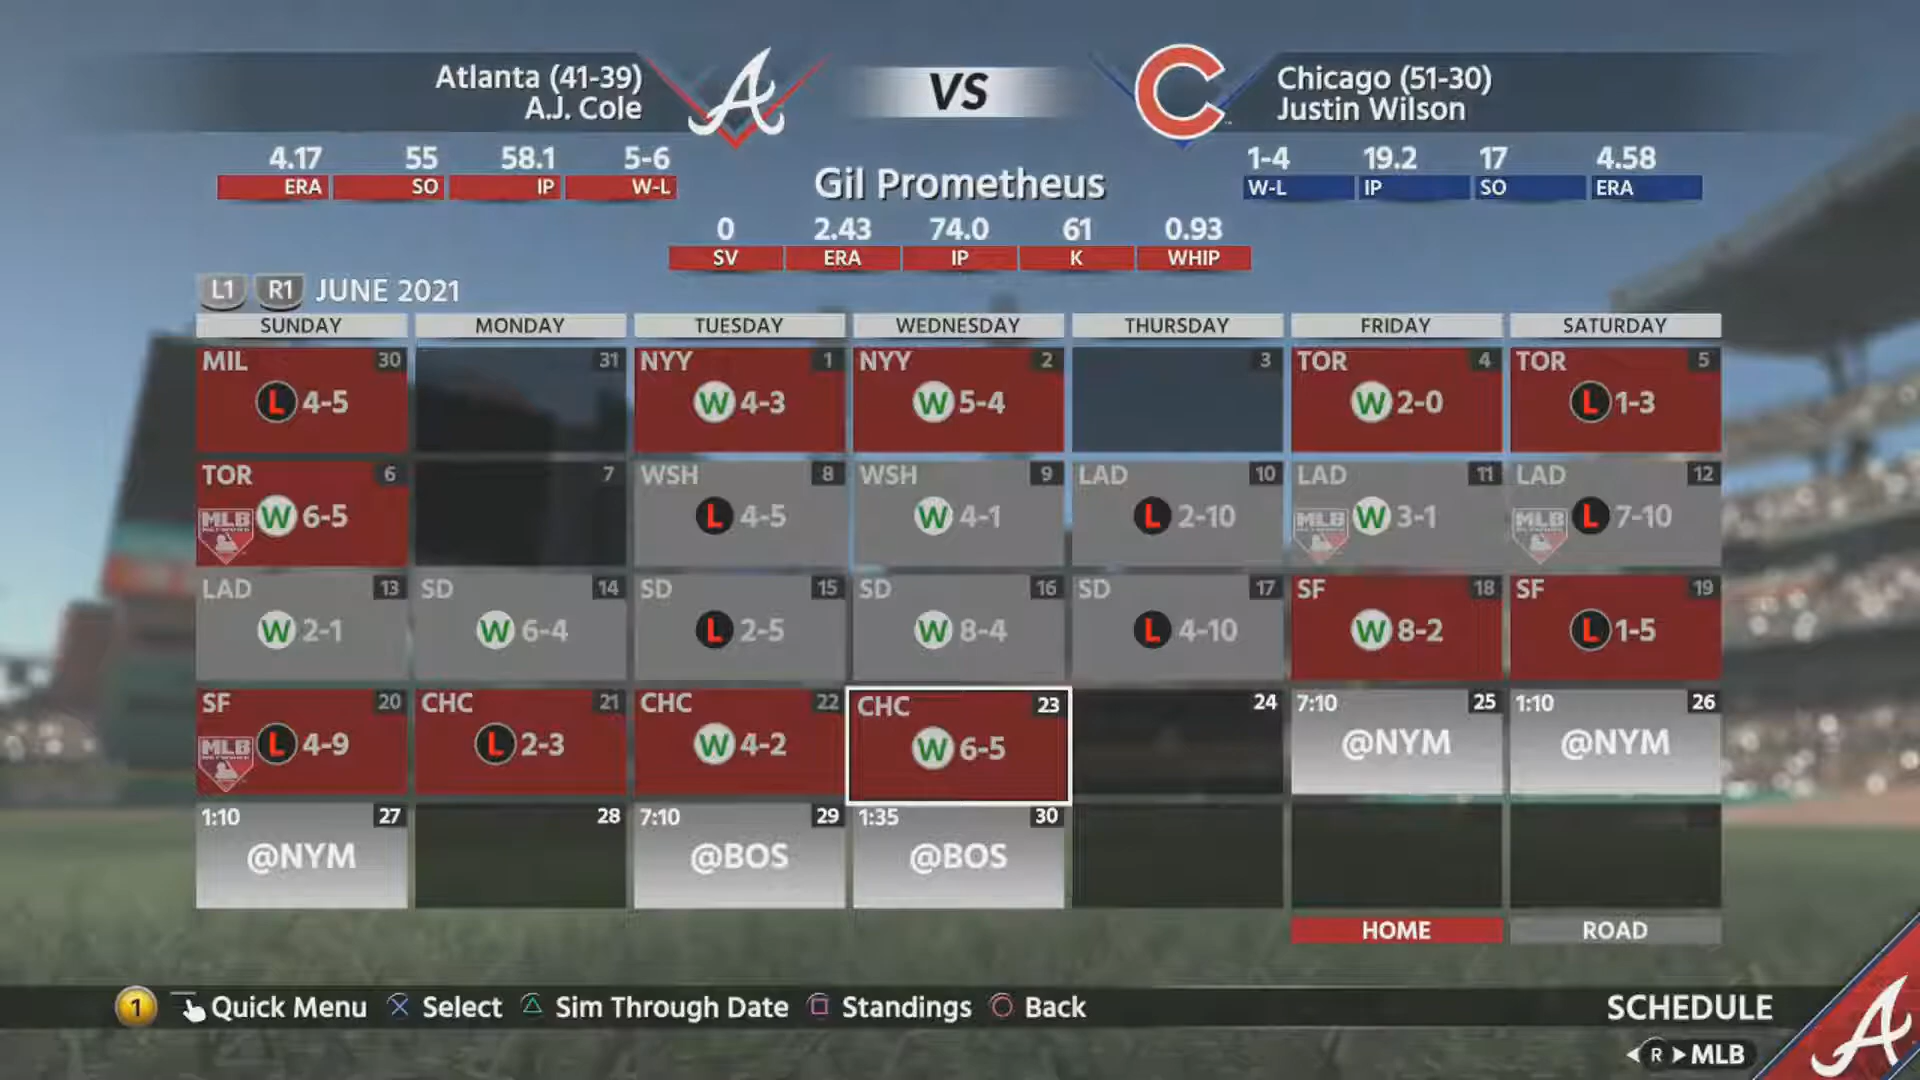 Atlanta (41-39)
A.J. Cole
VS
Chicago (51-30)
Justin Wilson
4.17 55 58.1 5-6
ERA SO IP W-L
1-4 19.2 17 4.58
W-L IP SO ERA
Gil Prometheus
0 2.43 74.0 61 0.93
SV ERA IP K WHIP
L1 R1 JUNE 2021
SUNDAY MONDAY TUESDAY WEDNESDAY THURSDAY FRIDAY SATURDAY
MIL 30 31 NYY 1 NYY 2 3 TOR 4 TOR 5
L 4-5 W 4-3 W 5-4 W 2-0 L 1-3
TOR 6 7 WSH 8 WSH 9 LAD 10 LAD 11 LAD 12
MLB NETWORK W 6-5 L 4-5 W 4-1 L 2-10 MLB NETWORK W 3-1 MLB NETWORK L 7-10
LAD 13 SD 14 SD 15 SD 16 SD 17 SF 18 SF 19
W 2-1 W 6-4 L 2-5 W 8-4 L 4-10 W 8-2 L 1-5
SF 20 CHC 21 CHC 22 CHC 23 24 7:10 25 1:10 26
MLB NETWORK L 4-9 L 2-3 W 4-2 W 6-5 @NYM @NYM
1:10 27 28 7:10 29 1:35 30
@NYM @BOS @BOS
HOME ROAD
1 Quick Menu Select Sim Through Date Standings Back
SCHEDULE
R MLB